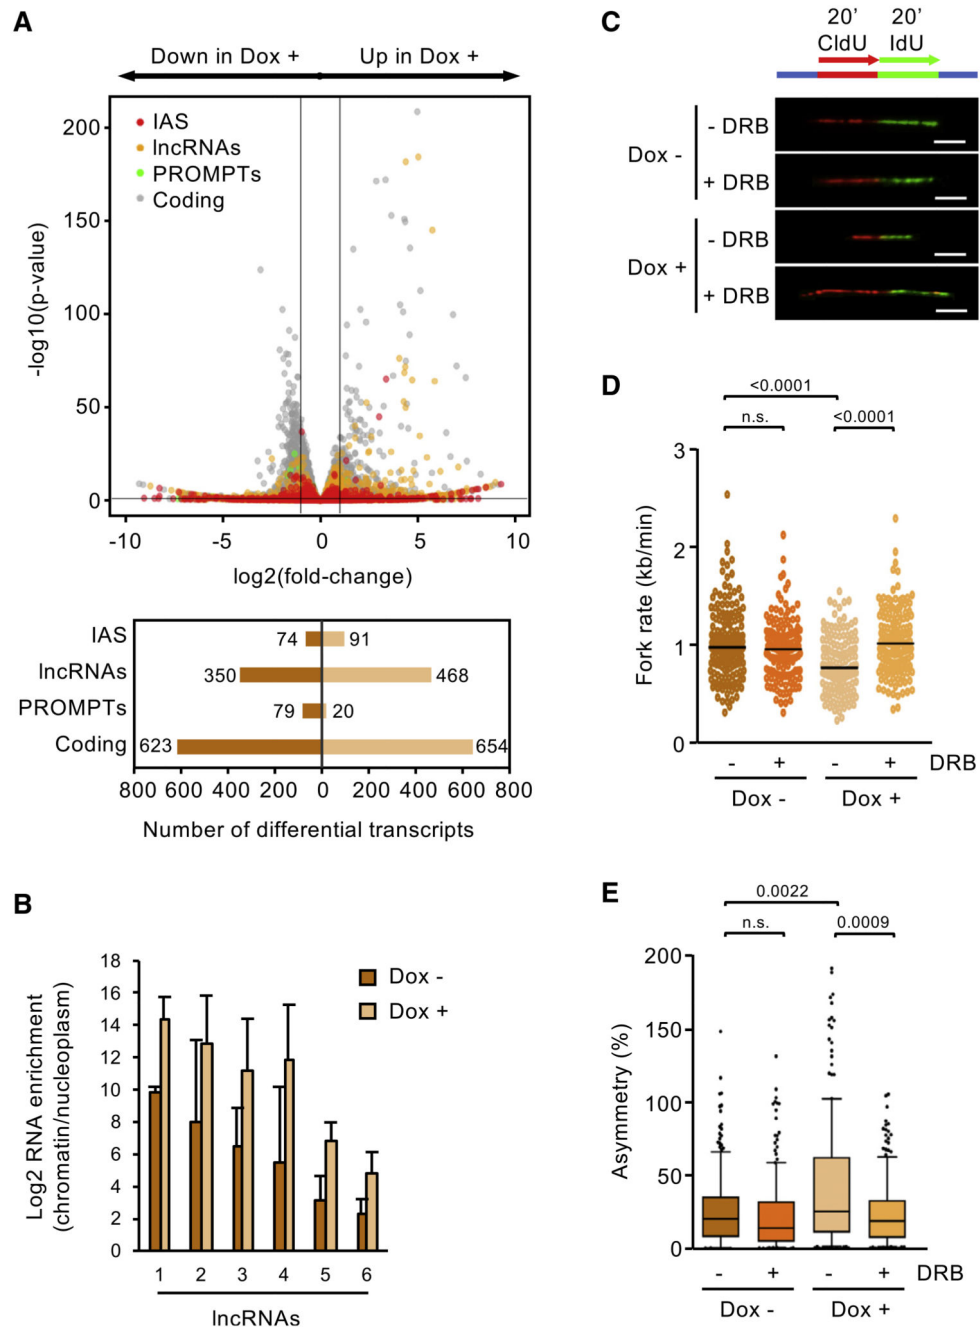 A
Down in Dox +
Up in Dox +
IAS
lncRNAs
PROMPTs
Coding
-log10(p-value)
200
150
100
50
0
-10
-5
0
5
10
log2(fold-change)
IAS
74
91
lncRNAs
350
468
PROMPTs
79
20
Coding
623
654
800 600 400 200 0 200 400 600 800
Number of differential transcripts
B
Log2 RNA enrichment
(chromatin/nucleoplasm)
18
16
14
12
10
8
6
4
2
0
Dox -
Dox +
1 2 3 4 5 6
lncRNAs
C
20' 20'
CldU IdU
Dox -
- DRB
+ DRB
Dox +
- DRB
+ DRB
D
<0.0001
n.s.
<0.0001
Fork rate (kb/min)
3
2
1
0
- + - + DRB
Dox - Dox +
E
0.0022
n.s.
0.0009
Asymmetry (%)
200
150
100
50
0
- + - + DRB
Dox - Dox +